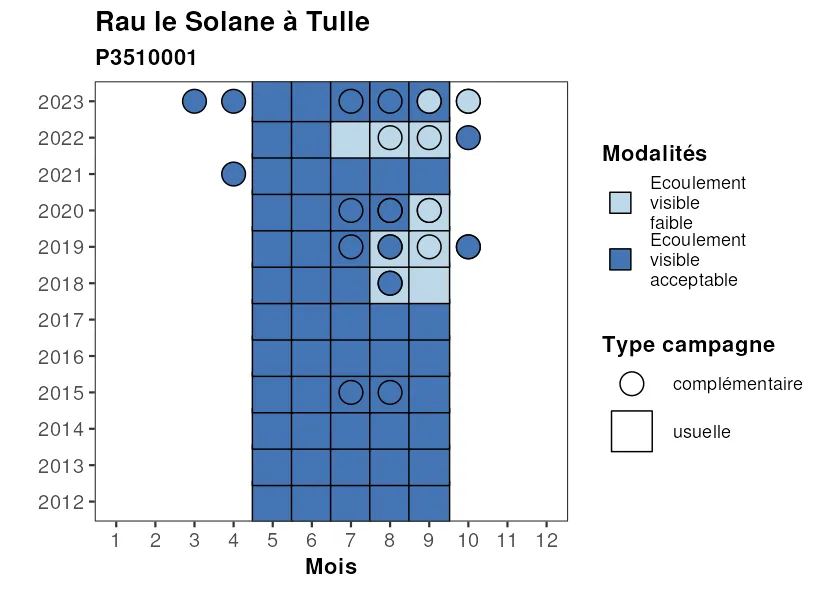 Rau le Solane à Tulle
P3510001
2023
2022
2021
2020
2019
2018
2017
2016
2015
2014
2013
2012
1 2 3 4 5 6 7 8 9 10 11 12
Mois
Modalités
Ecoulement
visible
faible
Ecoulement
visible
acceptable
Type campagne
complémentaire
usuelle